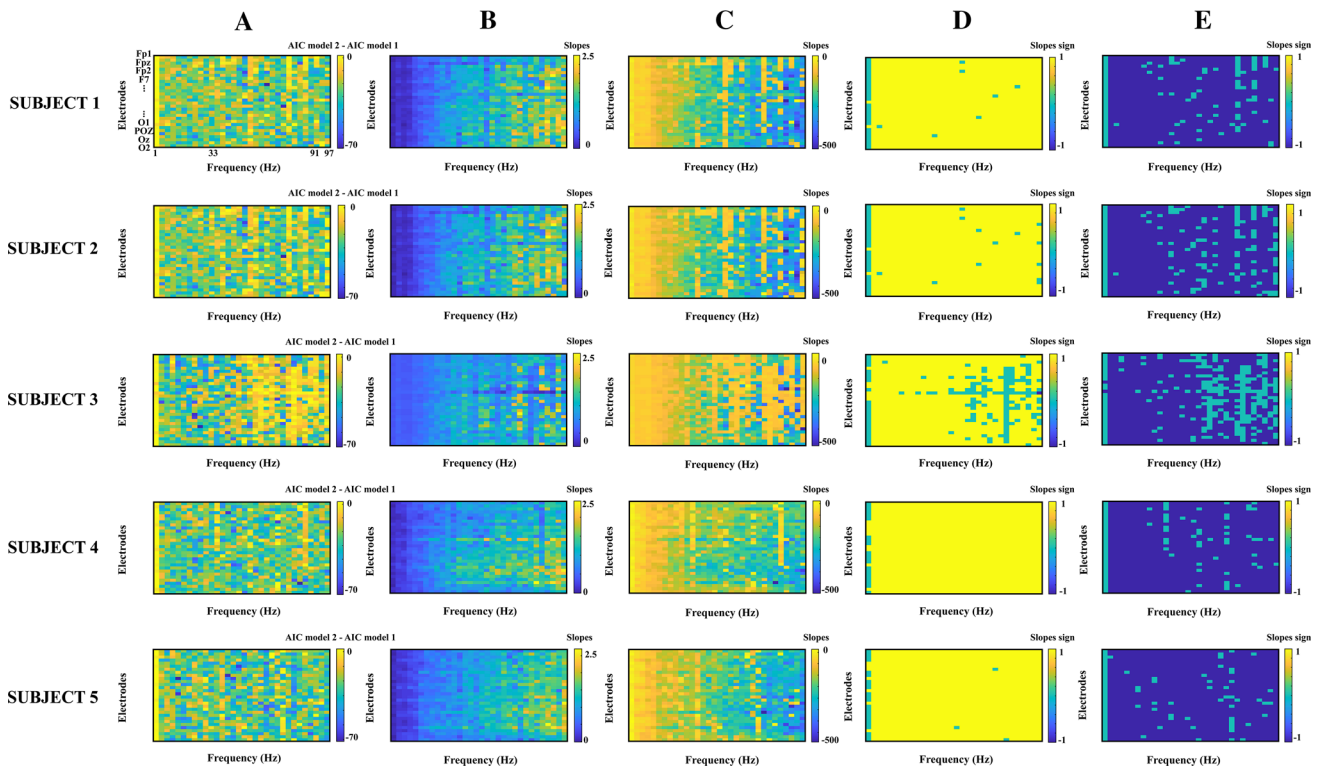 A B C D E
AIC model 2 - AIC model 1 Slopes Slopes sign Slopes sign
SUBJECT 1
Electrodes Electrodes Electrodes Electrodes Electrodes
Fp1
Fpz
Fp2
F7
⋮
⋮
O1
POZ
Oz
O2
1 33 91 97
0 -70 2.5 0 0 -500 1 -1 1 -1
Frequency (Hz) Frequency (Hz) Frequency (Hz) Frequency (Hz) Frequency (Hz)
AIC model 2 - AIC model 1 Slopes Slopes sign Slopes sign
SUBJECT 2
Electrodes Electrodes Electrodes Electrodes Electrodes
0 -70 2.5 0 0 -500 1 -1 1 -1
Frequency (Hz) Frequency (Hz) Frequency (Hz) Frequency (Hz) Frequency (Hz)
AIC model 2 - AIC model 1 Slopes Slopes Slopes sign Slopes sign
SUBJECT 3
Electrodes Electrodes Electrodes Electrodes Electrodes
0 -70 2.5 0 0 -500 1 -1 1 -1
Frequency (Hz) Frequency (Hz) Frequency (Hz) Frequency (Hz) Frequency (Hz)
AIC model 2 - AIC model 1 Slopes Slopes Slopes sign Slopes sign
SUBJECT 4
Electrodes Electrodes Electrodes Electrodes Electrodes
0 -70 2.5 0 0 -500 1 -1 1 -1
Frequency (Hz) Frequency (Hz) Frequency (Hz) Frequency (Hz) Frequency (Hz)
AIC model 2 - AIC model 1 Slopes Slopes Slopes sign Slopes sign
SUBJECT 5
Electrodes Electrodes Electrodes Electrodes Electrodes
0 -70 2.5 0 0 -500 1 -1 1 -1
Frequency (Hz) Frequency (Hz) Frequency (Hz) Frequency (Hz) Frequency (Hz)